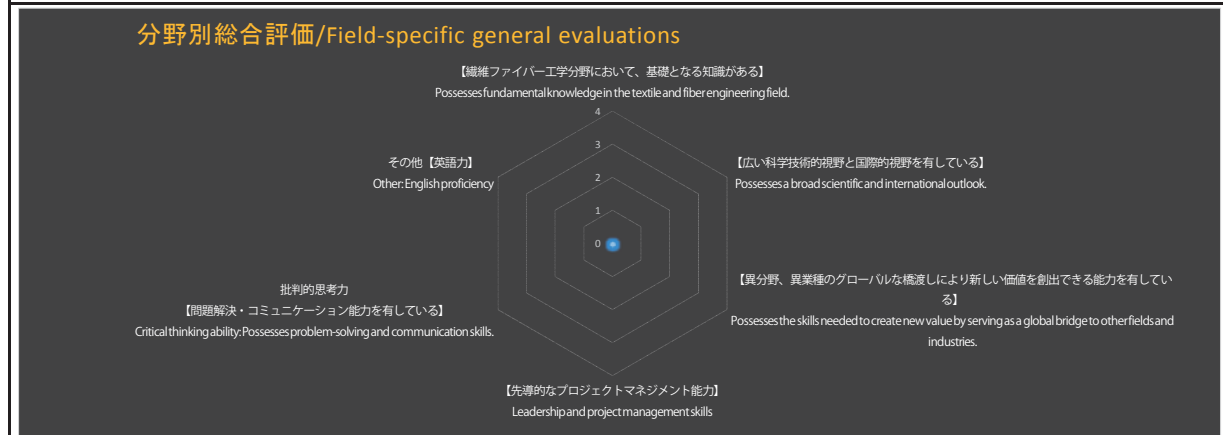 分野別総合評価/Field-specific general evaluations
【繊維ファイバー工学分野において、基礎となる知識がある】
Possesses fundamental knowledge in the textile and fiber engineering field.
4
3
2
1
0
【広い科学技術的視野と国際的視野を有している】
Possesses a broad scientific and international outlook.
【異分野、異業種のグローバルな橋渡しにより新しい価値を創出できる能力を有してい
る】
Possesses the skills needed to create new value by serving as a global bridge to other fields and
industries.
【先導的なプロジェクトマネジメント能力】
Leadership and project management skills
批判的思考力
【問題解決・コミュニケーション能力を有している】
Critical thinking ability: Possesses problem-solving and communication skills.
その他【英語力】
Other: English proficiency